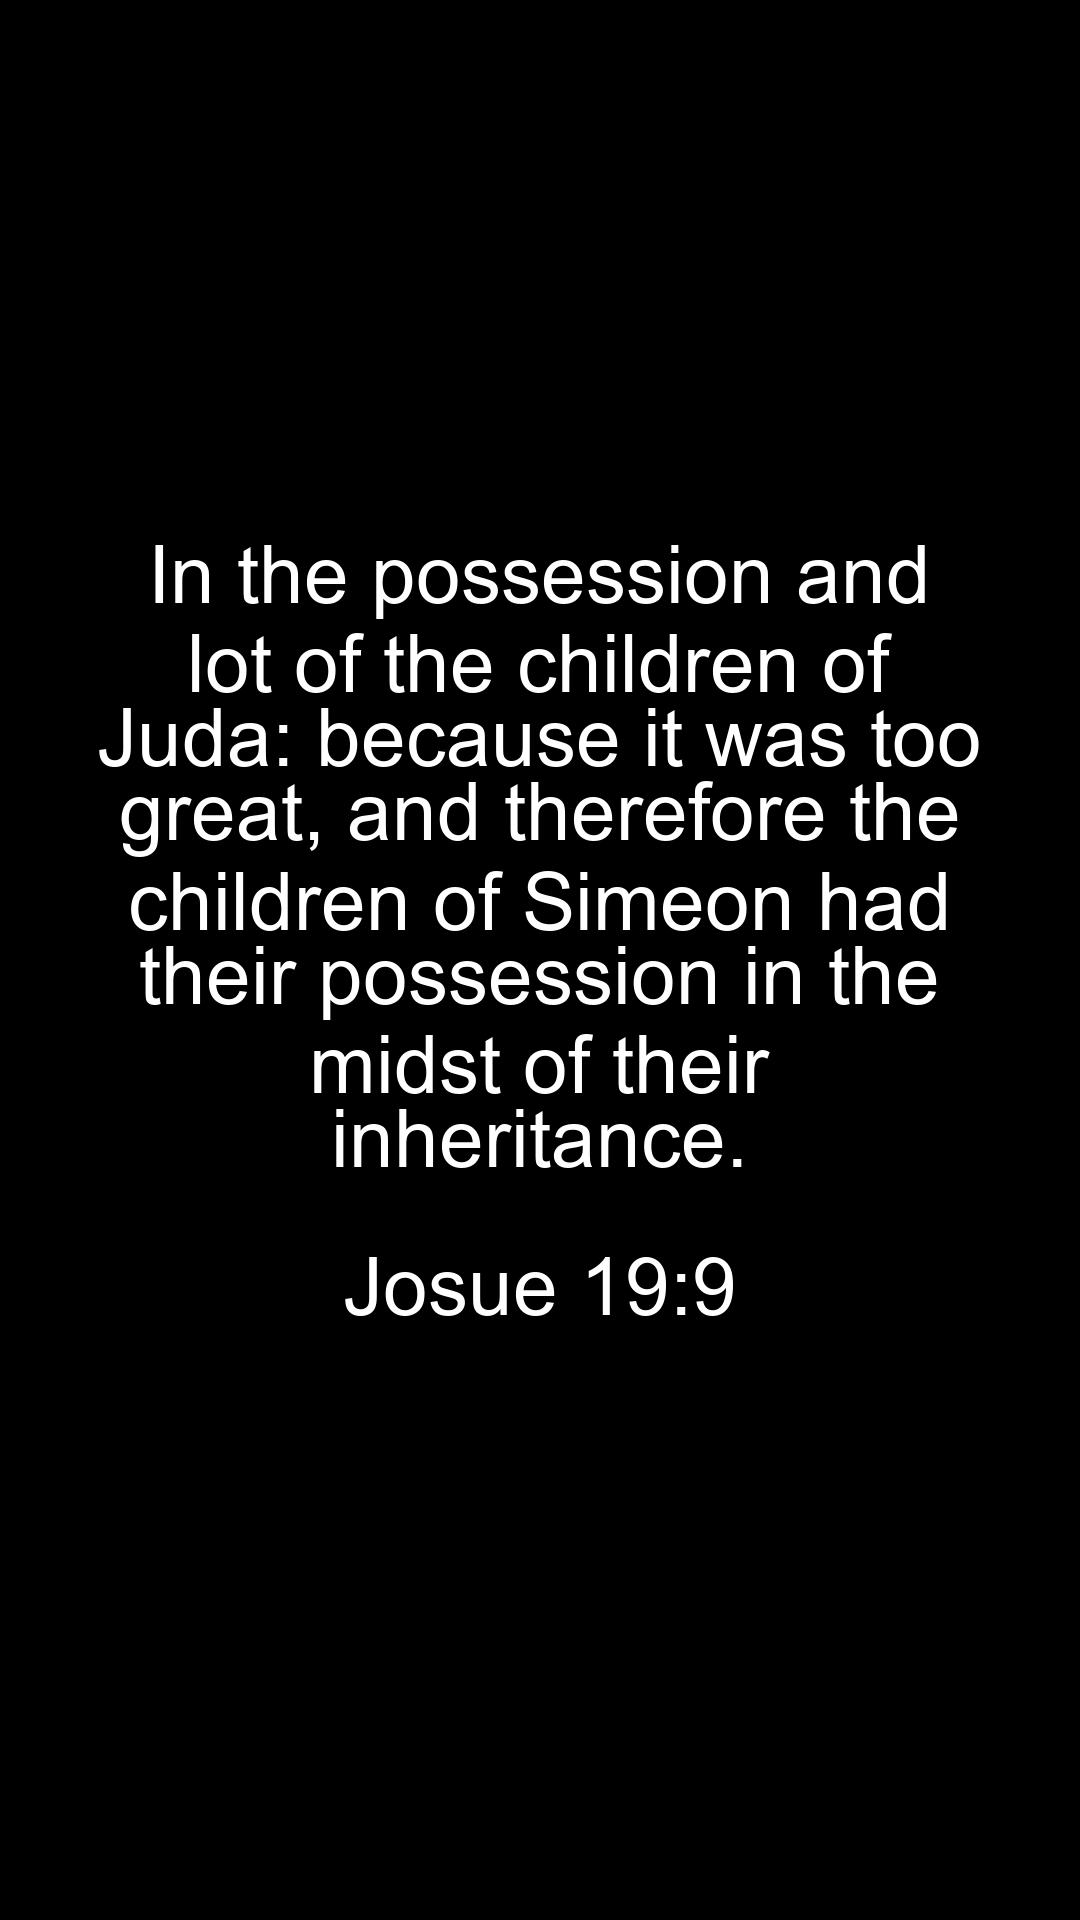 In the possession and
lot of the children of
Juda: because it was too
great, and therefore the
children of Simeon had
their possession in the
midst of their
inheritance.
Josue 19:9